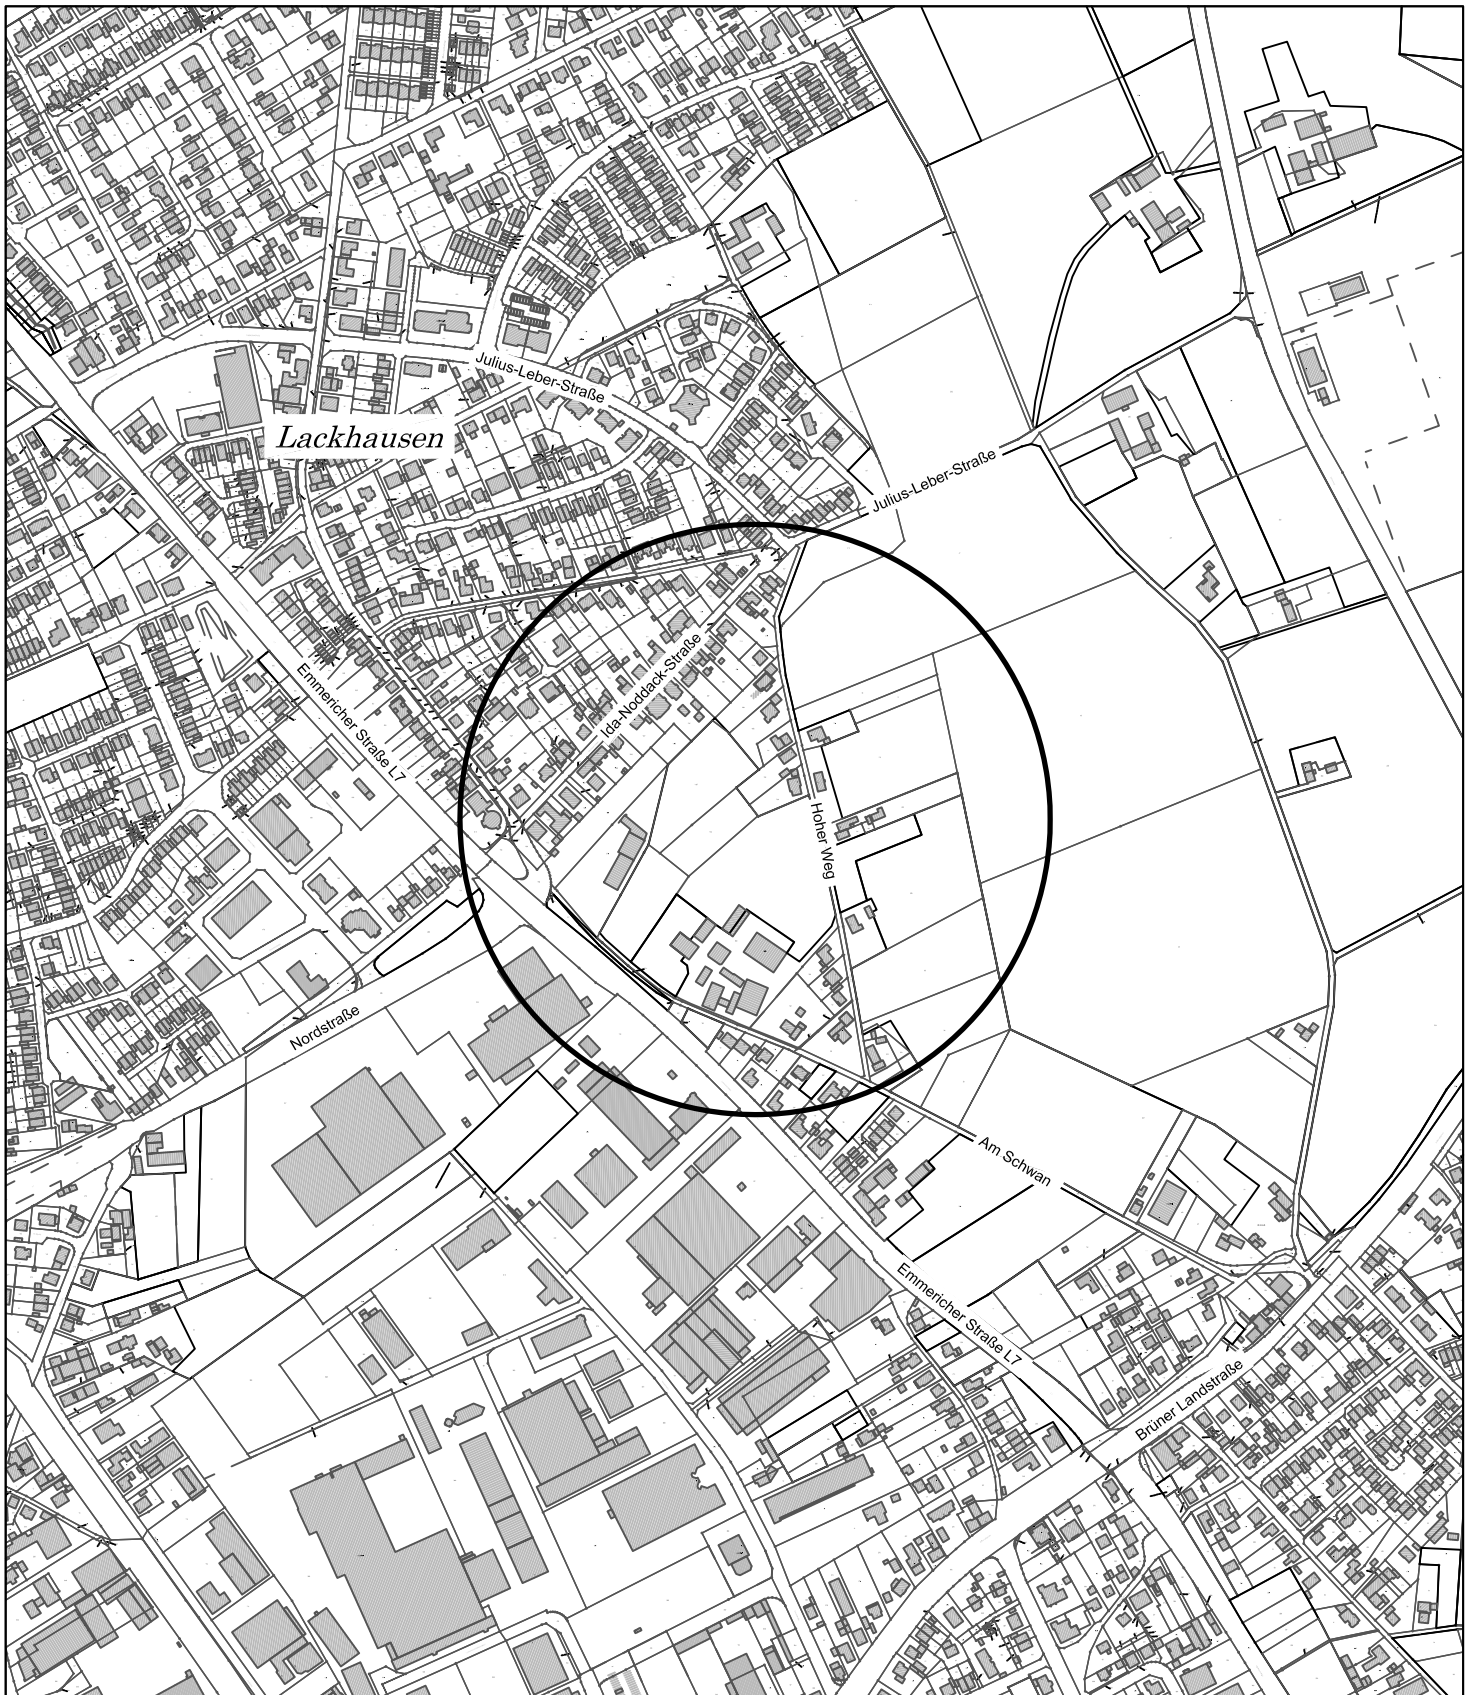 Julius-Leber-Straße
Lackhausen
Julius-Leber-Straße
Ida-Noddack-Straße
Emmericher Straße L7
Hoher Weg
Nordstraße
Am Schwan
Emmericher Straße L7
Brüner Landstraße